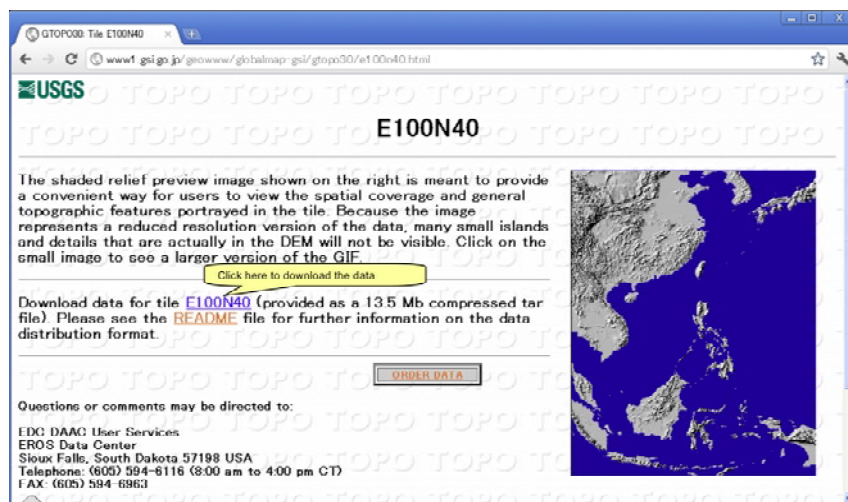 GTOPO30: Tile E100N40
www1.gsi.go.jp/geowww/globalmap-gsi/gtopo30/e100n40.html
USGS
E100N40
The shaded relief preview image shown on the right is meant to provide
a convenient way for users to view the spatial coverage and general
topographic features portrayed in the tile. Because the image
represents a reduced resolution version of the data, many small islands
and details that are actually in the DEM will not be visible. Click on the
small image to see a larger version of the GIF.
Click here to download the data
Download data for tile E100N40 (provided as a 13.5 Mb compressed tar
file). Please see the README file for further information on the data
distribution format.
ORDER DATA
Questions or comments may be directed to:
EDC DAAC User Services
EROS Data Center
Sioux Falls, South Dakota 57198 USA
Telephone: (605) 594-6116 (8:00 am to 4:00 pm CT)
FAX: (605) 594-6963